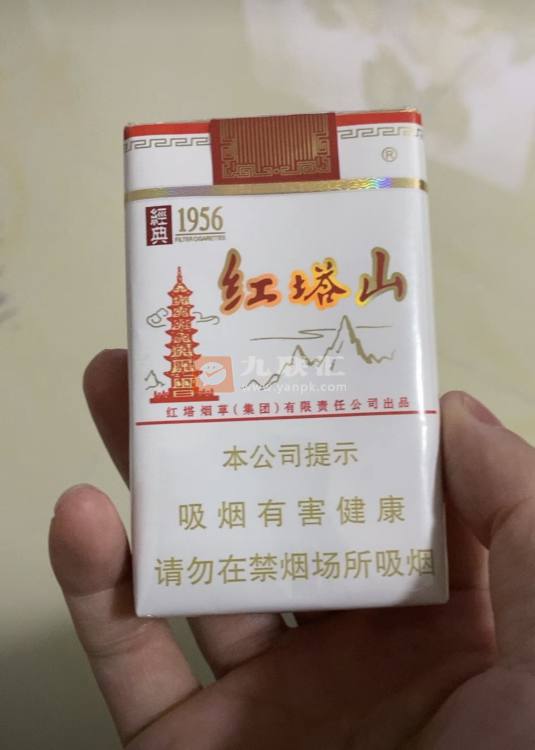 ®
經典
1956
FILTER CIGARETTES
红塔山
九联汇
www.yanpk.com
红塔烟草(集团)有限责任公司出品
本公司提示
吸烟有害健康
请勿在禁烟场所吸烟